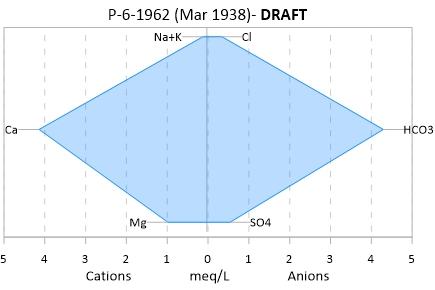 P-6-1962 (Mar 1938)- DRAFT
Na+K Cl
Ca HCO3
Mg SO4
5 4 3 2 1 0 1 2 3 4 5
Cations meq/L Anions